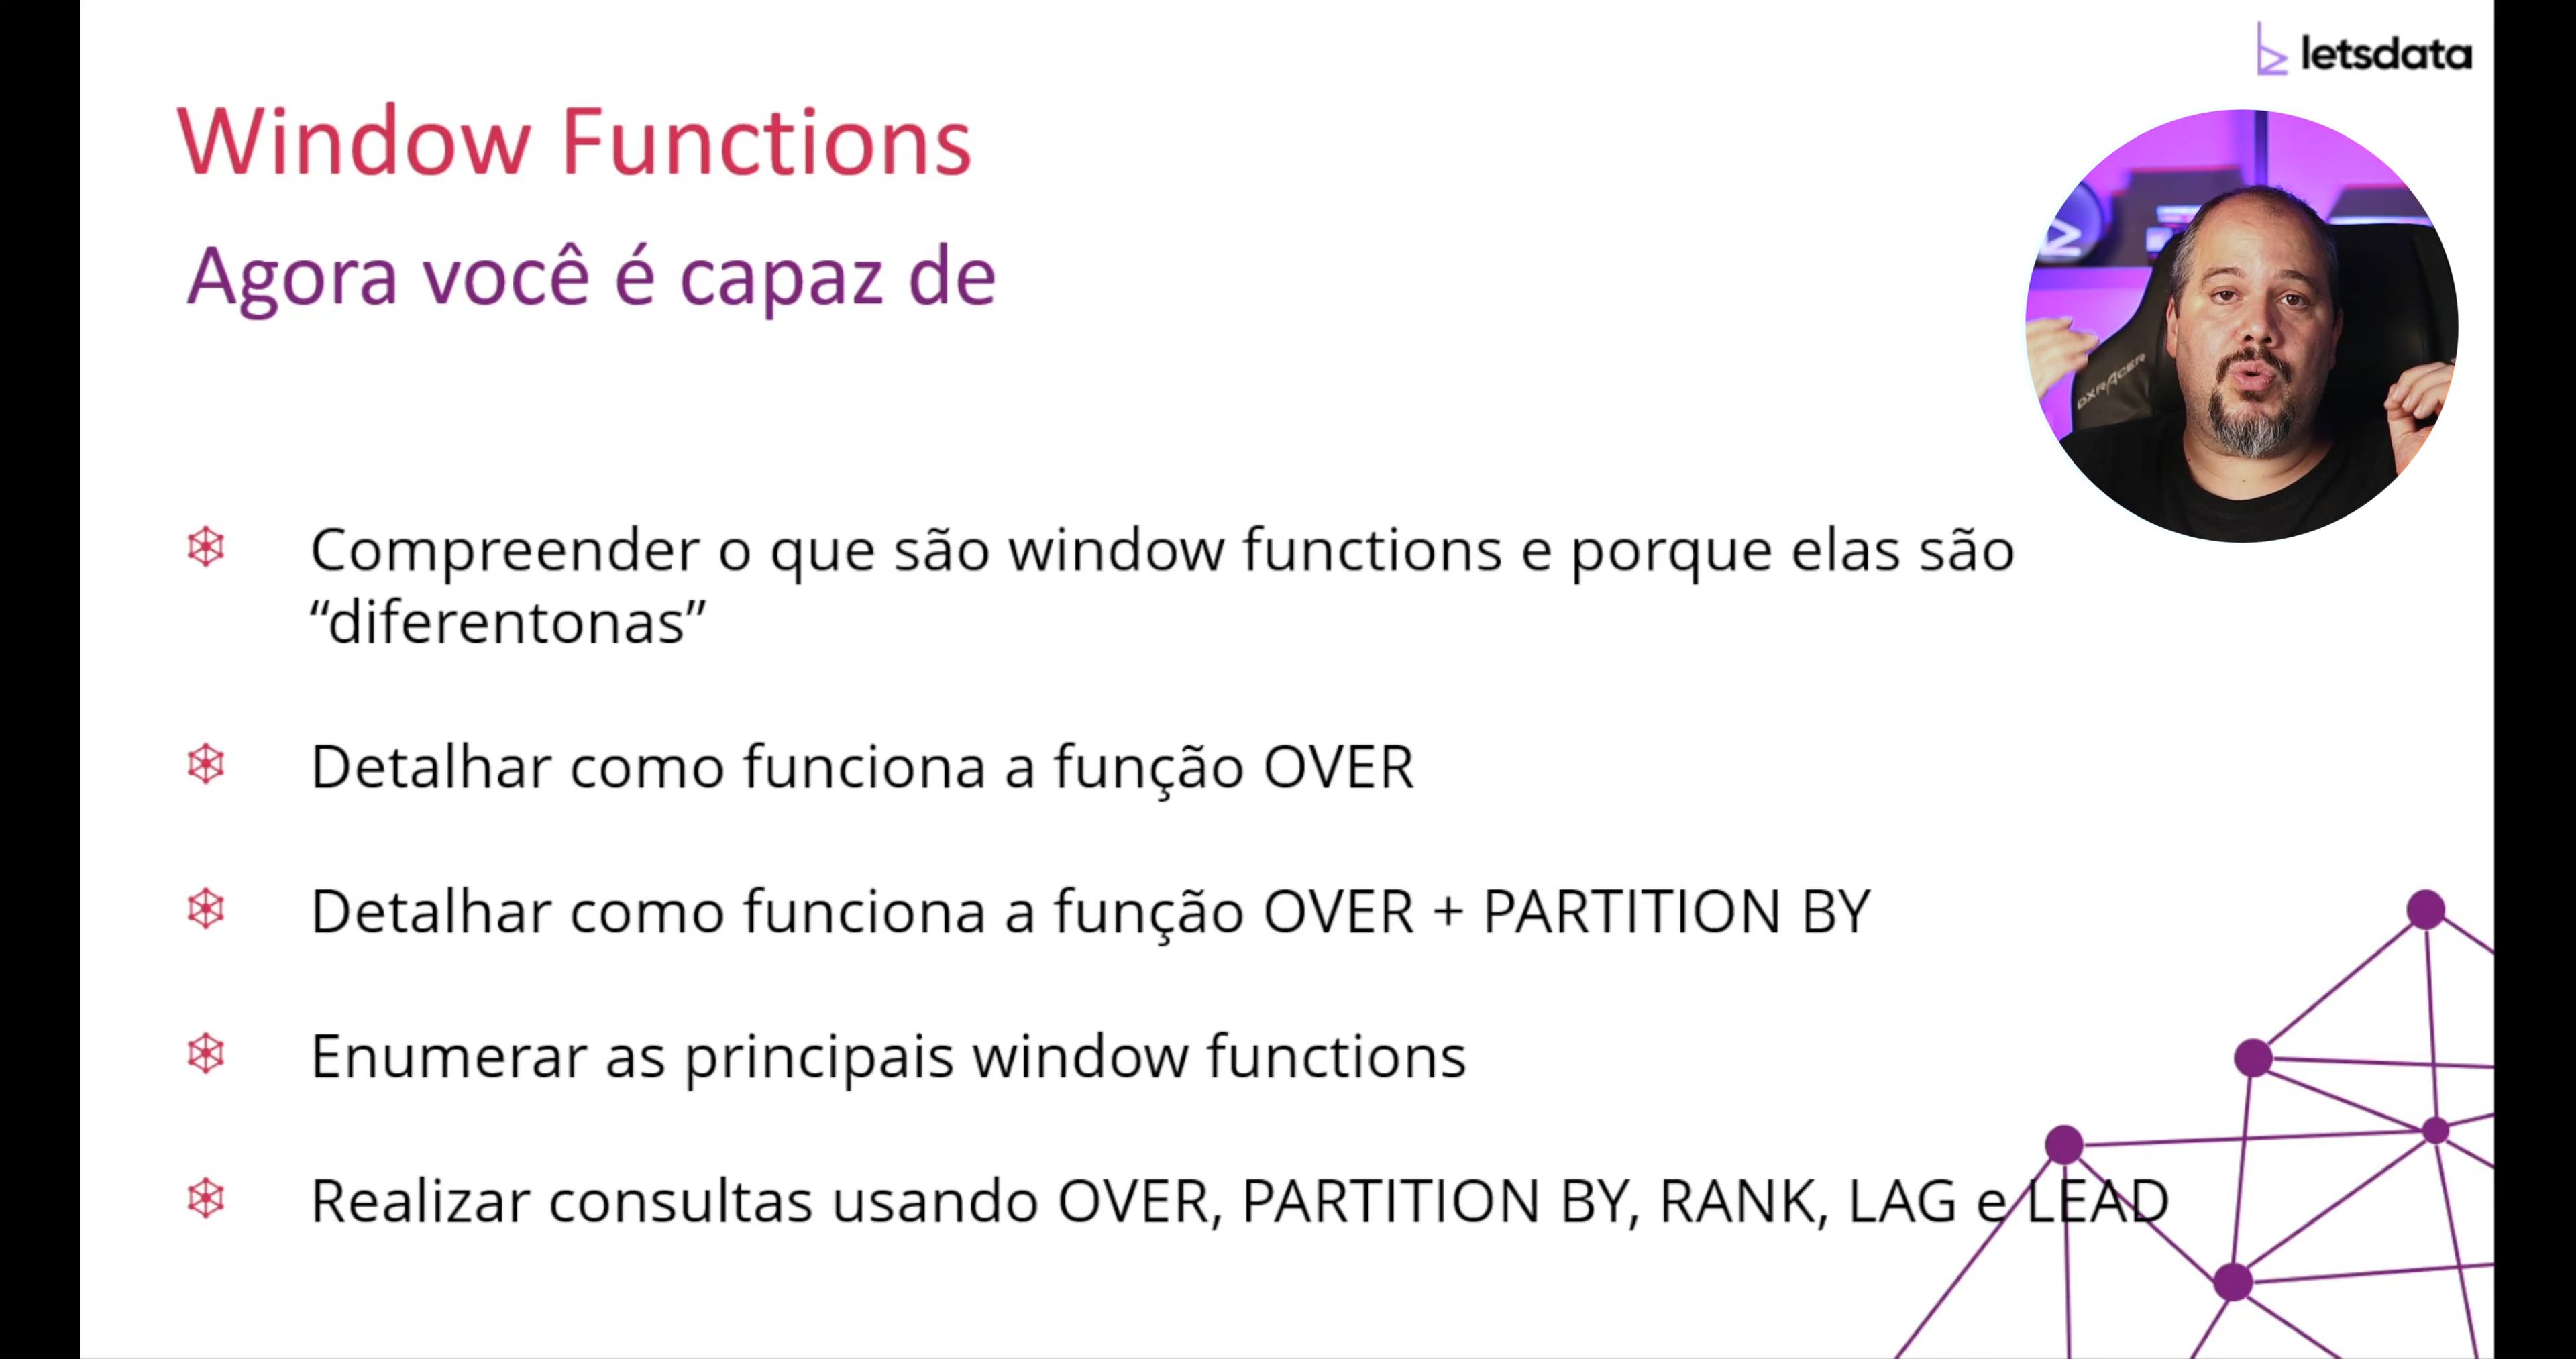 letsdata
Window Functions
Agora você é capaz de
DXRACER
Compreender o que são window functions e porque elas são
“diferentonas”
Detalhar como funciona a função OVER
Detalhar como funciona a função OVER + PARTITION BY
Enumerar as principais window functions
Realizar consultas usando OVER, PARTITION BY, RANK, LAG e LEAD